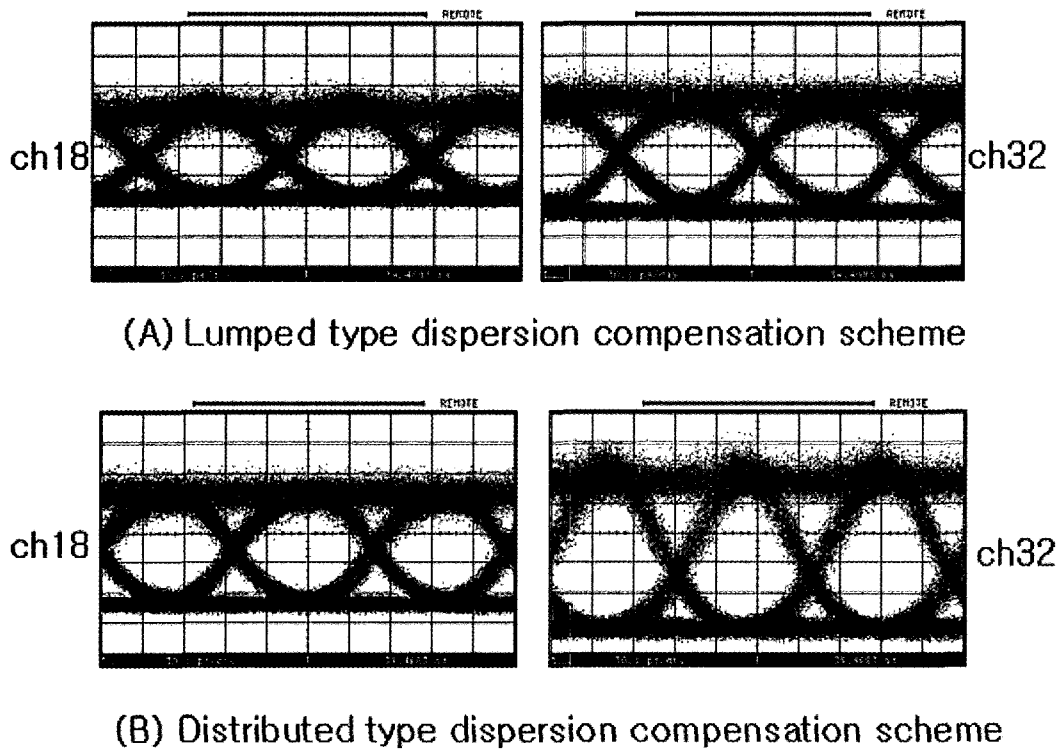 REMOTE
REMOTE
ch18
ch32
(A) Lumped type dispersion compensation scheme
REMOTE
REMOTE
ch18
ch32
(B) Distributed type dispersion compensation scheme